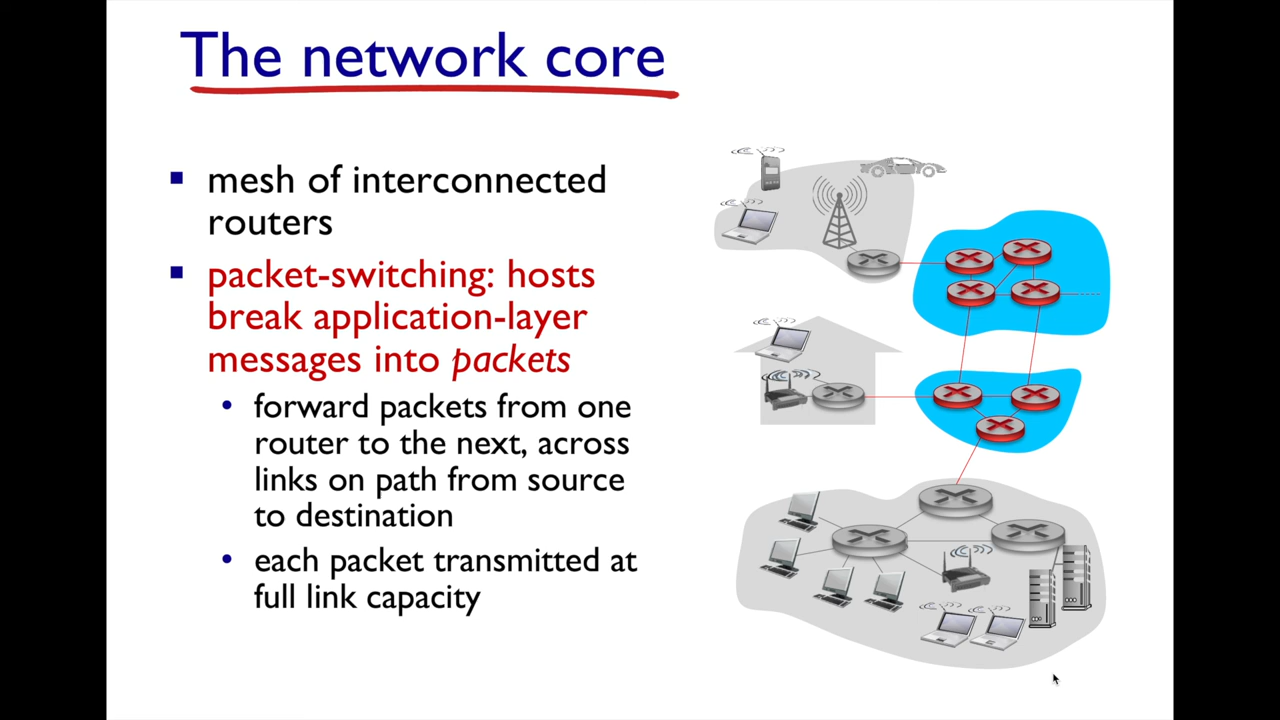 The network core
mesh of interconnected
routers
packet-switching: hosts
break application-layer
messages into packets
forward packets from one
router to the next, across
links on path from source
to destination
each packet transmitted at
full link capacity